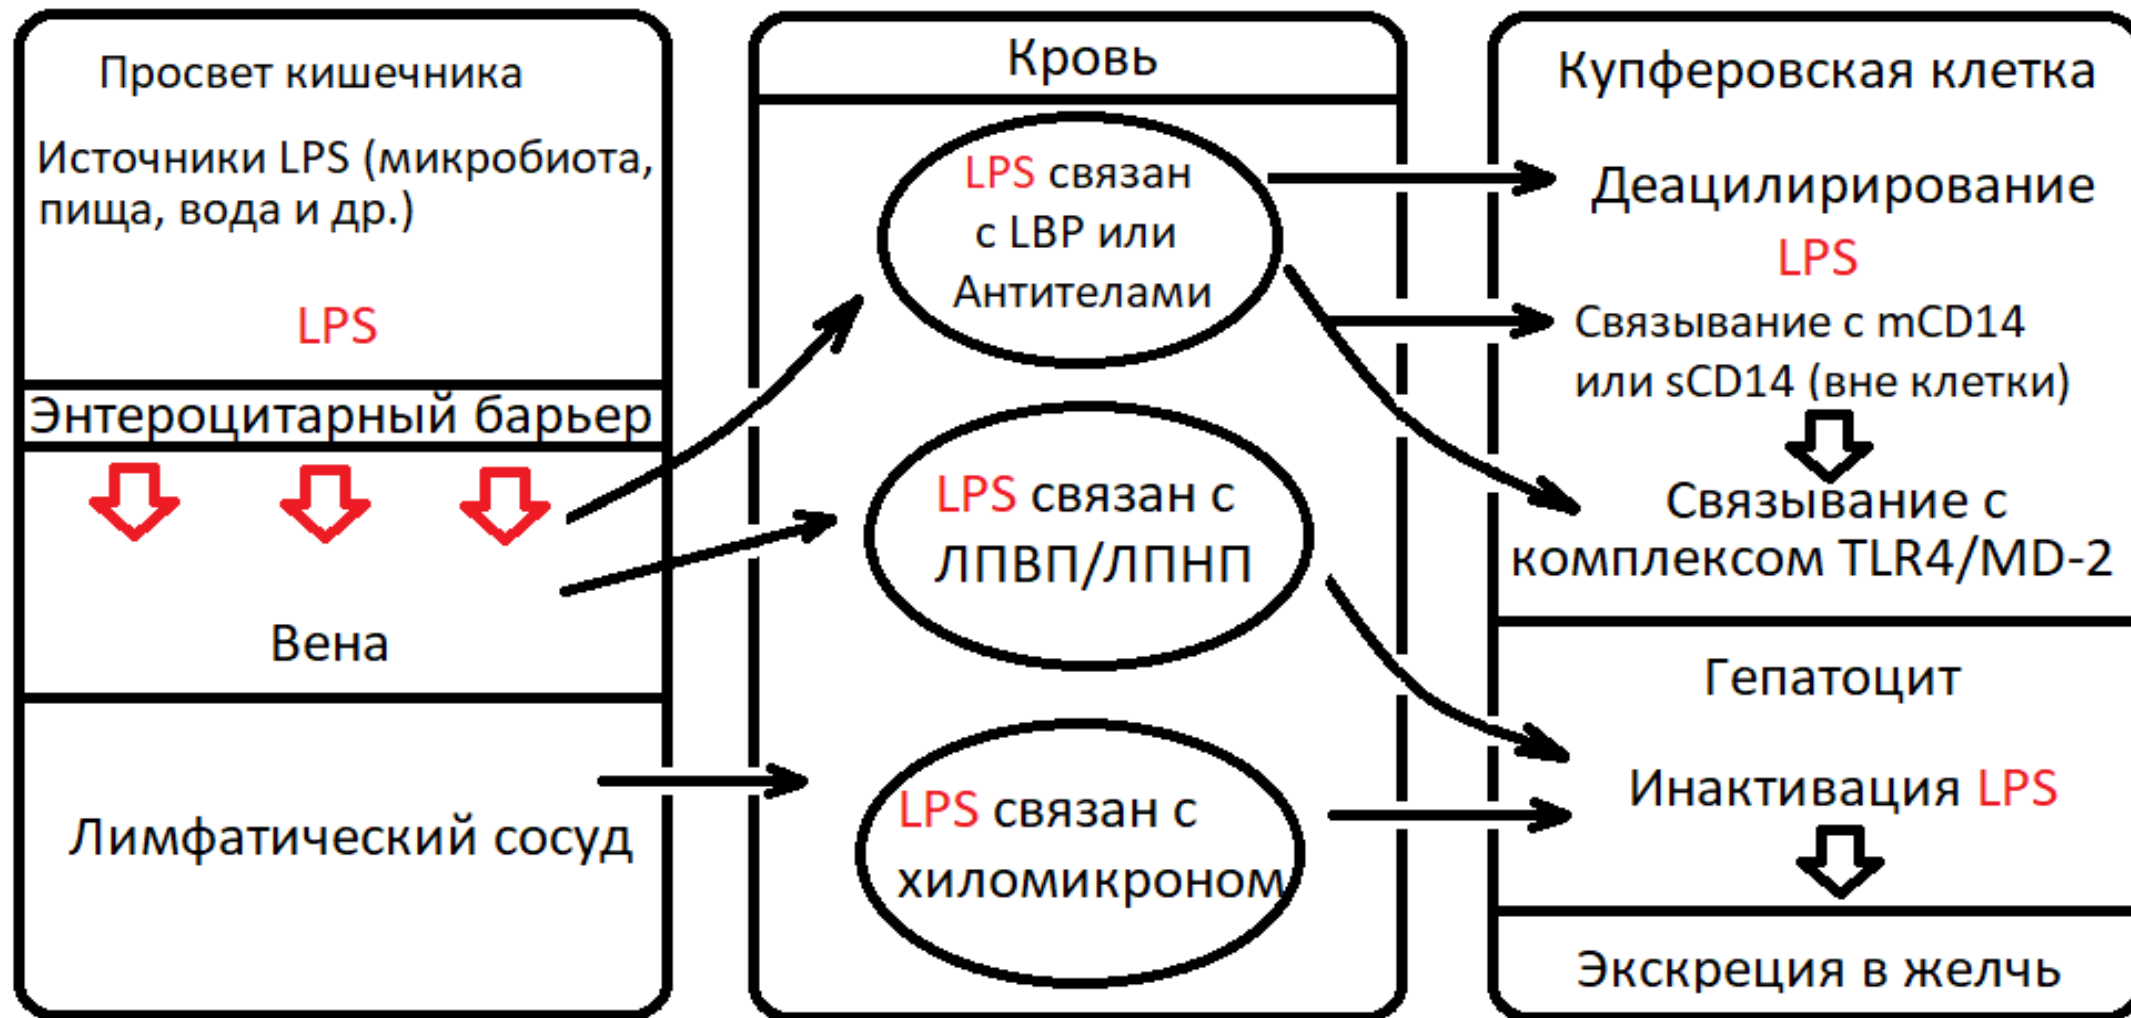 Просвет кишечника
Источники LPS (микробиота,
пища, вода и др.)
LPS
Энтероцитарный барьер
Вена
Лимфатический сосуд
Кровь
LPS связан
с LBP или
Антителами
LPS связан с
ЛПВП/ЛПНП
LPS связан с
хиломикроном
Купферовская клетка
Деацилирирование
LPS
Связывание с mCD14
или sCD14 (вне клетки)
Связывание с
комплексом TLR4/MD-2
Гепатоцит
Инактивация LPS
Экскреция в желчь